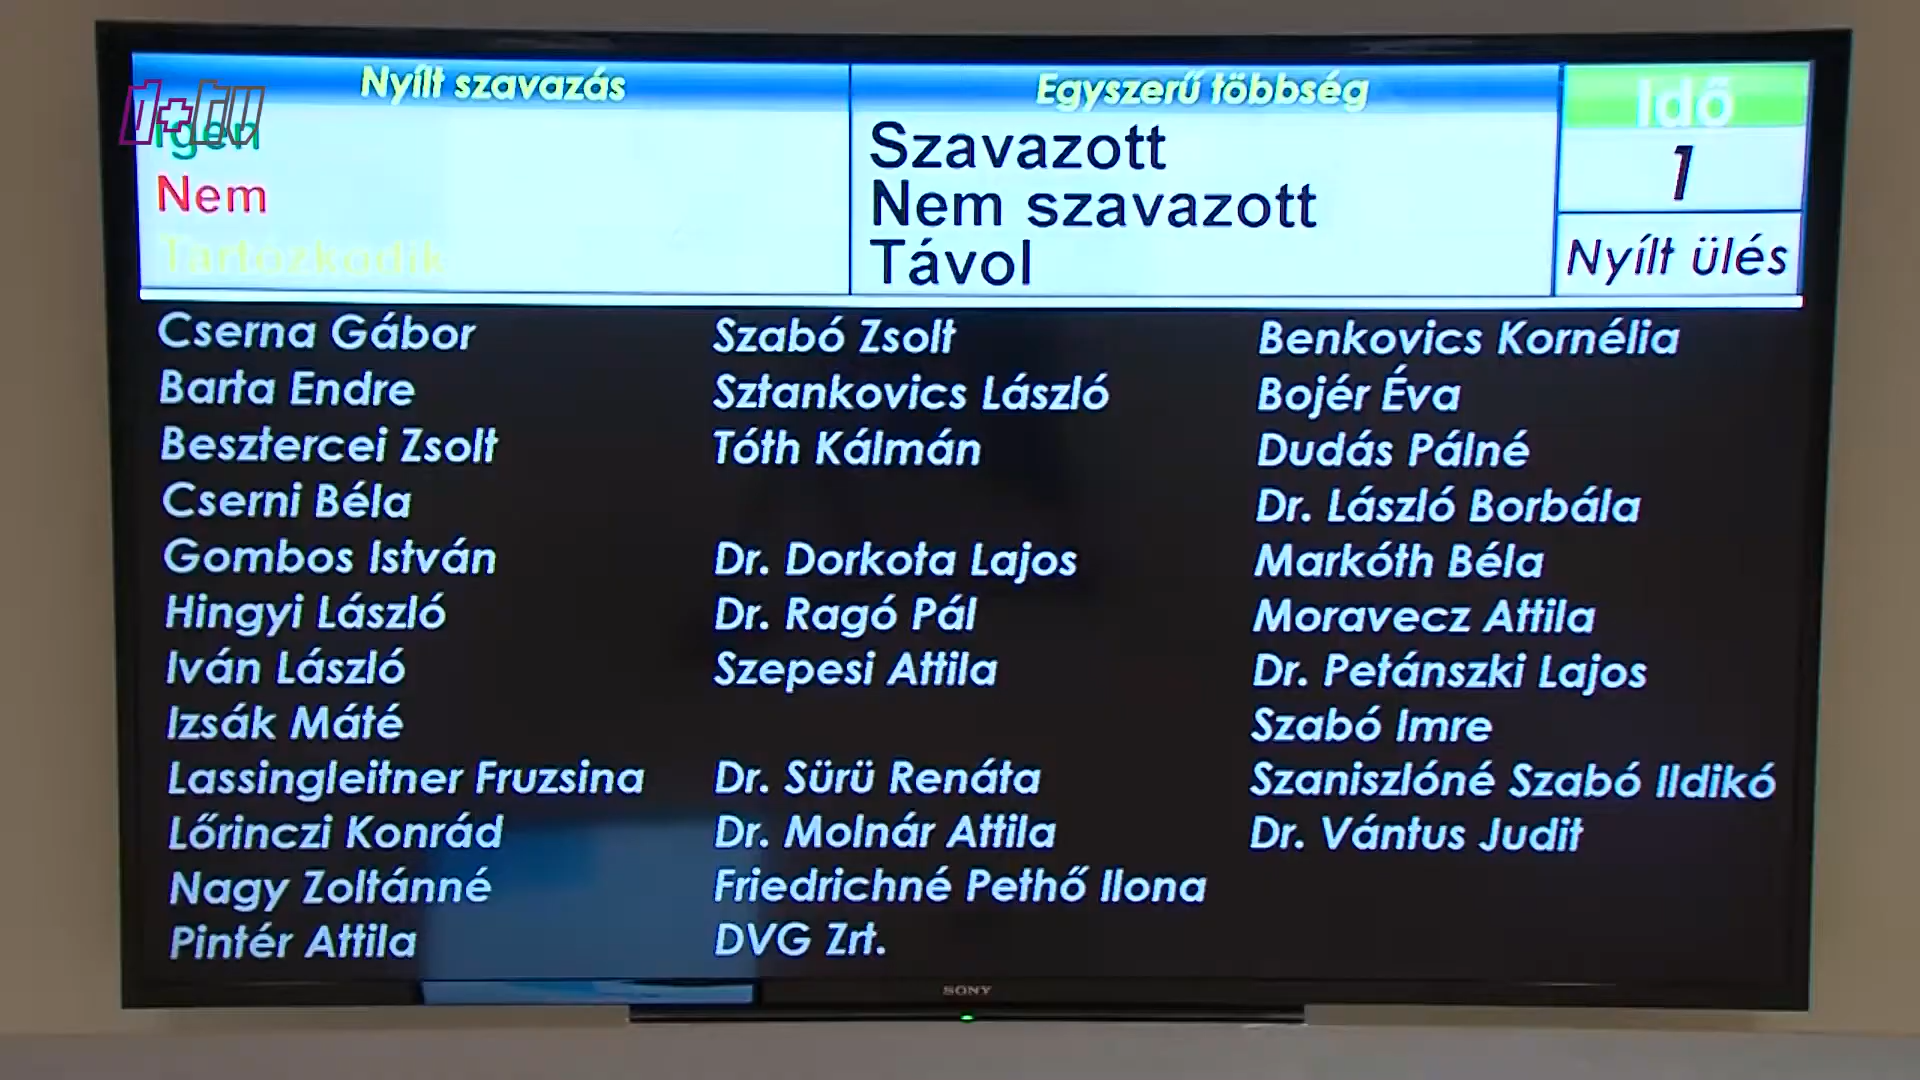 Nyílt szavazás
Egyszerű többség
Idő
d+tv
Igen
Nem
Tartózkodik
Szavazott
Nem szavazott
Távol
1
Nyílt ülés
Cserna Gábor
Barta Endre
Besztercei Zsolt
Cserni Béla
Gombos István
Hingyi László
Iván László
Izsák Máté
Lassingleitner Fruzsina
Lőrinczi Konrád
Nagy Zoltánné
Pintér Attila
Szabó Zsolt
Sztankovics László
Tóth Kálmán
Dr. Dorkota Lajos
Dr. Ragó Pál
Szepesi Attila
Dr. Sürü Renáta
Dr. Molnár Attila
Friedrichné Pethő Ilona
DVG Zrt.
Benkovics Kornélia
Bojér Éva
Dudás Pálné
Dr. László Borbála
Markóth Béla
Moravecz Attila
Dr. Petánszki Lajos
Szabó Imre
Szaniszlóné Szabó Ildikó
Dr. Vántus Judit
SONY